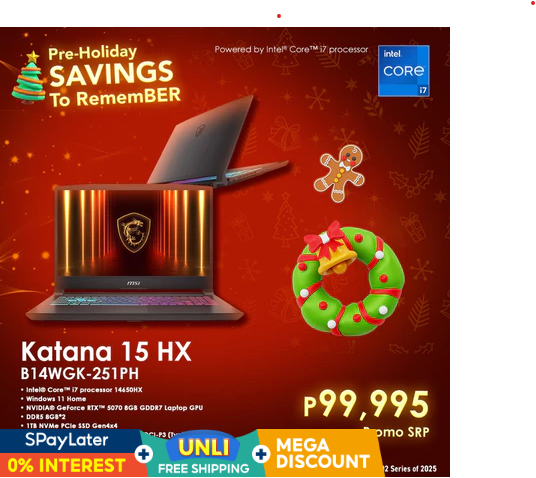 Pre-Holiday
SAVINGS
To RememBER
Powered by Intel® Core™ i7 processor
intel.
CORE
i7
msi
Katana 15 HX
B14WGK-251PH
• Intel® Core™ i7 processor 14650HX
• Windows 11 Home
• NVIDIA® GeForce RTX™ 5070 8GB GDDR7 Laptop GPU
• DDR5 8GB*2
• 1TB NVMe PCIe SSD Gen4x4
DCI-P3
₱99,995
Promo SRP
SPayLater
0% INTEREST
+
UNLI
FREE SHIPPING
+
MEGA
DISCOUNT
Series of 2025